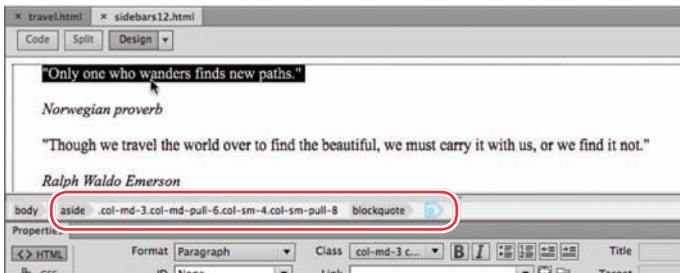 × travel.html × sidebars12.html
Code Split Design
"Only one who wanders finds new paths."
Norwegian proverb
"Though we travel the world over to find the beautiful, we must carry it with us, or we find it not."
Ralph Waldo Emerson
body aside .col-md-3.col-md-pull-6.col-sm-4.col-sm-pull-8 blockquote p
Properties
<> HTML Format Paragraph Class col-md-3 c... B I Title
CSS ID None Link Target